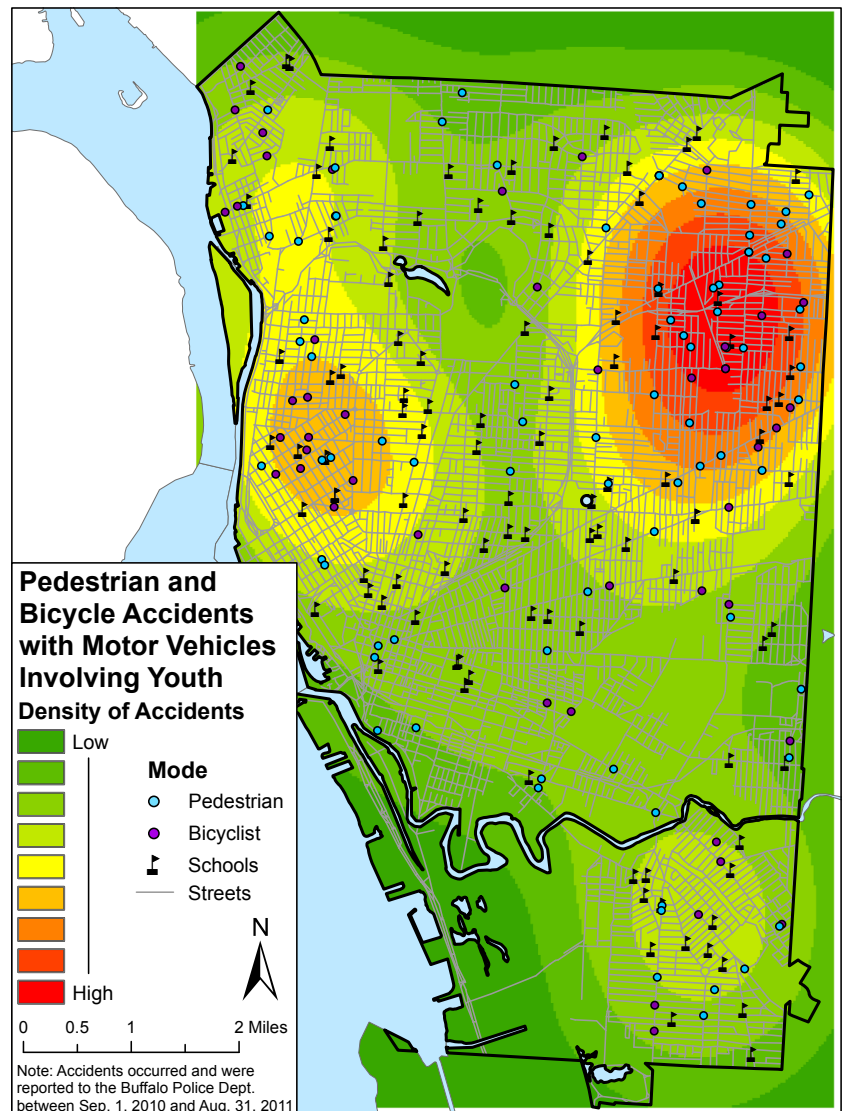 Pedestrian and
Bicycle Accidents
with Motor Vehicles
Involving Youth
Density of Accidents
Low
High
Mode
Pedestrian
Bicyclist
Schools
Streets
N
0 0.5 1 2 Miles
Note: Accidents occurred and were
reported to the Buffalo Police Dept.
between Sep. 1, 2010 and Aug. 31, 2011